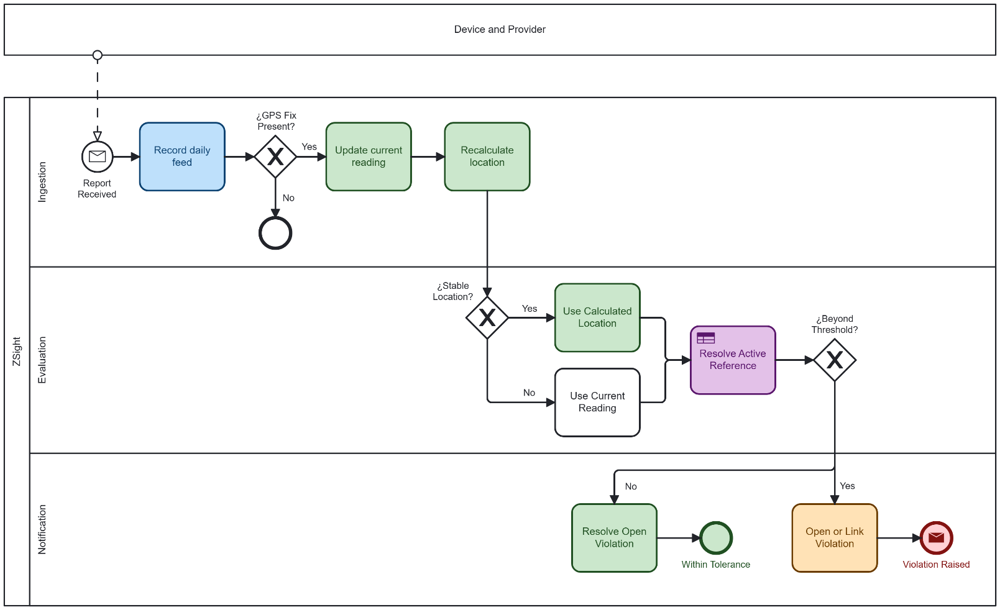 Device and Provider
ZSight
Ingestion
Report
Received
Record daily
feed
¿GPS Fix
Present?
Yes
No
Update current
reading
Recalculate
location
Evaluation
¿Stable
Location?
Yes
No
Use Calculated
Location
Use Current
Reading
Resolve Active
Reference
¿Beyond
Threshold?
Notification
No
Yes
Resolve Open
Violation
Within Tolerance
Open or Link
Violation
Violation Raised